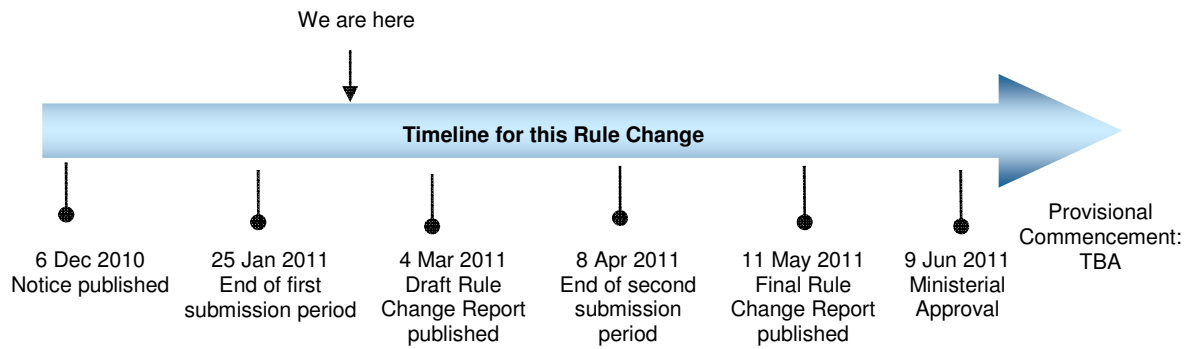 We are here
Timeline for this Rule Change
6 Dec 2010
Notice published
25 Jan 2011
End of first
submission period
4 Mar 2011
Draft Rule
Change Report
published
8 Apr 2011
End of second
submission
period
11 May 2011
Final Rule
Change Report
published
9 Jun 2011
Ministerial
Approval
Provisional
Commencement:
TBA